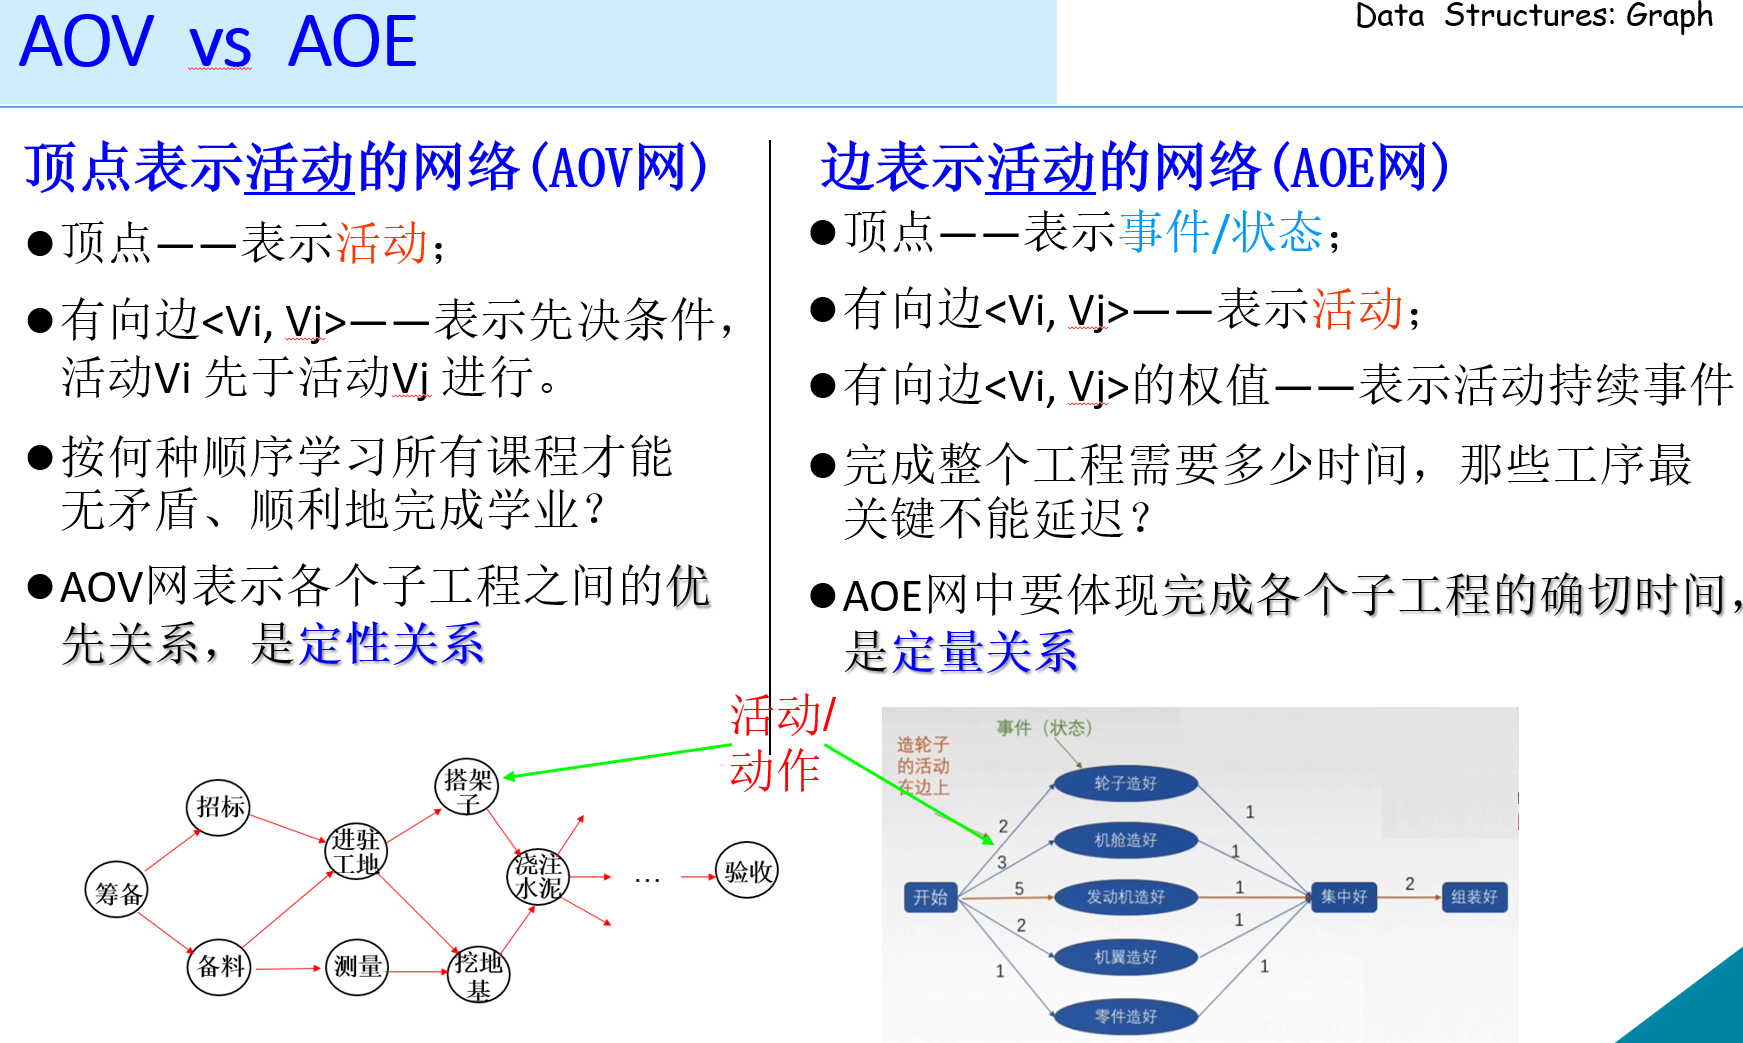 AOV vs AOE
Data Structures: Graph
顶点表示活动的网络(AOV网)
●顶点——表示活动；
●有向边<Vi, Vj>——表示先决条件，
活动Vi 先于活动Vj 进行。
●按何种顺序学习所有课程才能
无矛盾、顺利地完成学业？
●AOV网表示各个子工程之间的优
先关系，是定性关系
边表示活动的网络(AOE网)
●顶点——表示事件/状态；
●有向边<Vi, Vj>——表示活动；
●有向边<Vi, Vj>的权值——表示活动持续事件
●完成整个工程需要多少时间，那些工序最
关键不能延迟？
●AOE网中要体现完成各个子工程的确切时间，
是定量关系
活动/
动作
筹备
招标
备料
进驻
工地
测量
搭架
子
挖地
基
浇注
水泥
…
验收
事件（状态）
造轮子
的活动
在边上
开始
2
3
5
2
1
轮子造好
机舱造好
发动机造好
机翼造好
零件造好
1
1
1
1
1
集中好
2
组装好